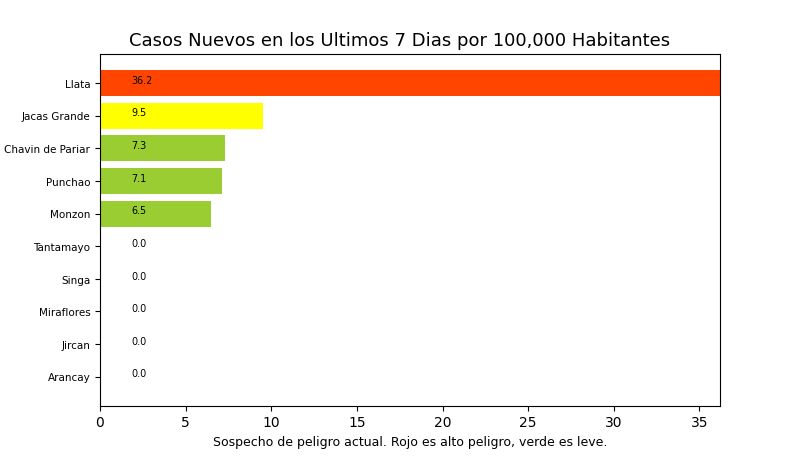 Casos Nuevos en los Ultimos 7 Dias por 100,000 Habitantes
Llata 36.2
Jacas Grande 9.5
Chavin de Pariar 7.3
Punchao 7.1
Monzon 6.5
Tantamayo 0.0
Singa 0.0
Miraflores 0.0
Jircan 0.0
Arancay 0.0
0 5 10 15 20 25 30 35
Sospecho de peligro actual. Rojo es alto peligro, verde es leve.